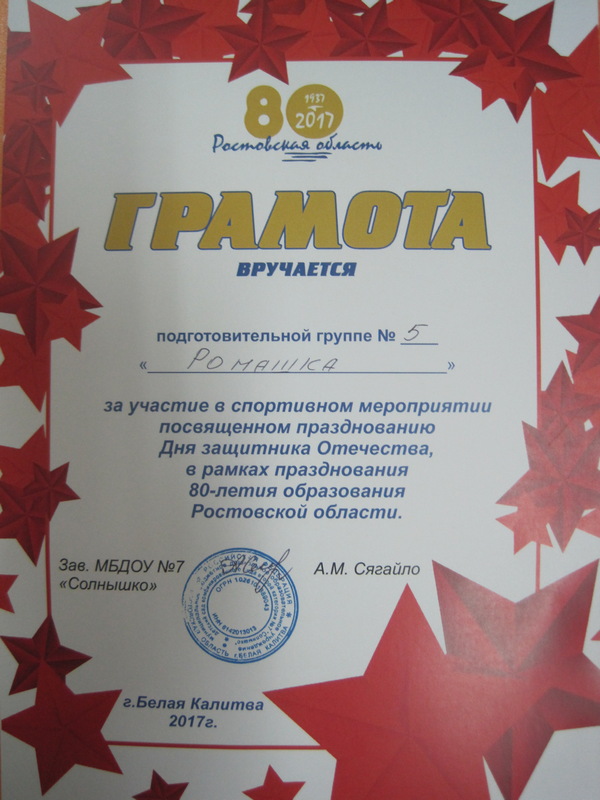 80
1937
2017
Ростовская область
ГРАМОТА
ВРУЧАЕТСЯ
подготовительной группе № 5
« РОМАШКА »
за участие в спортивном мероприятии
посвященном празднованию
Дня защитника Отечества,
в рамках празднования
80-летия образования
Ростовской области.
Зав. МБДОУ №7
«Солнышко»
А.М. Сягайло
г.Белая Калитва
2017г.